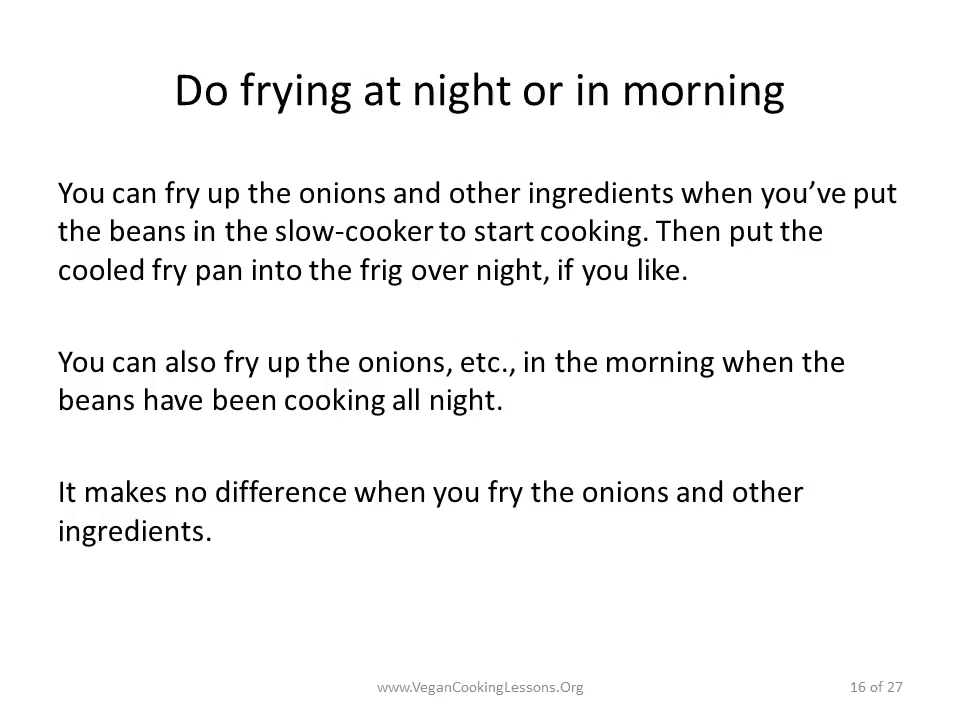 Do frying at night or in morning
You can fry up the onions and other ingredients when you’ve put
the beans in the slow-cooker to start cooking. Then put the
cooled fry pan into the frig over night, if you like.
You can also fry up the onions, etc., in the morning when the
beans have been cooking all night.
It makes no difference when you fry the onions and other
ingredients.
www.VeganCookingLessons.Org
16 of 27